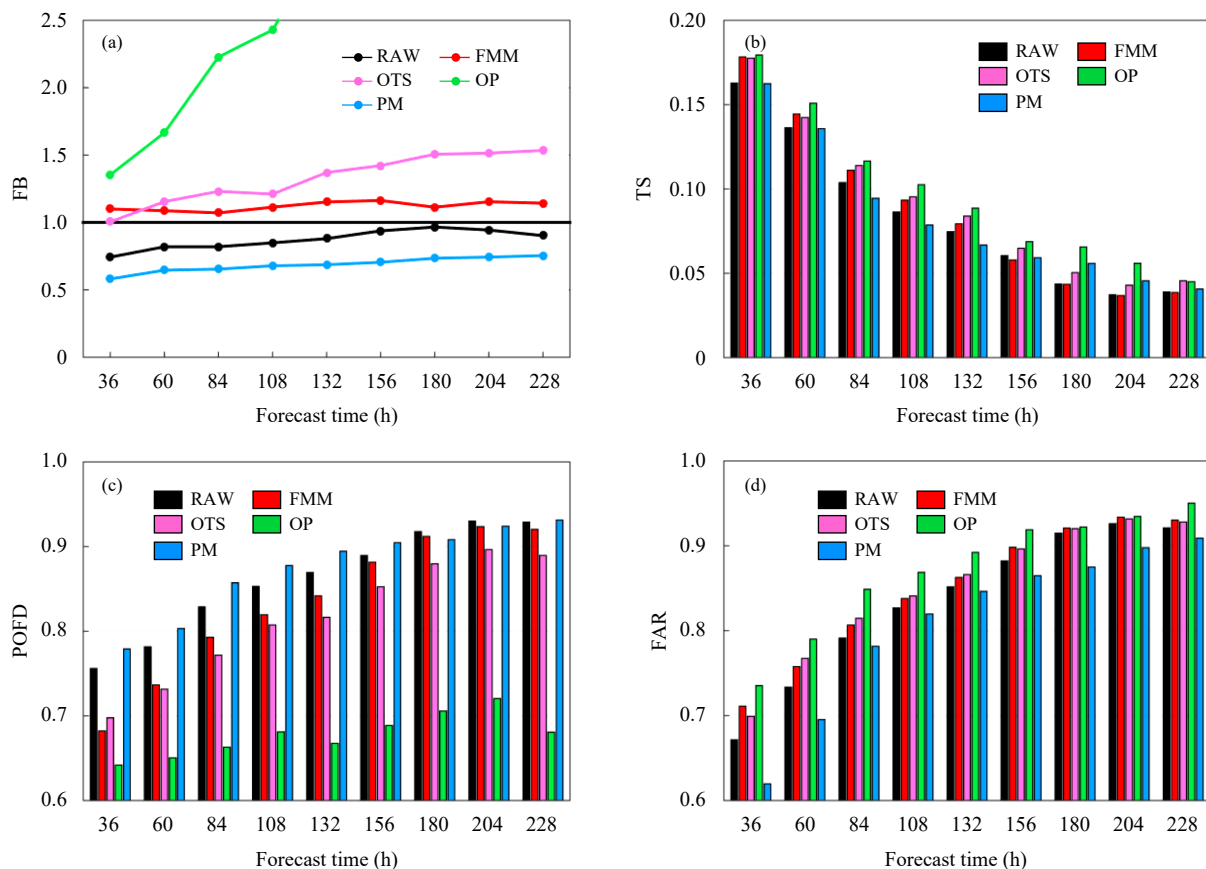 (a)
RAW FMM
OTS OP
PM
FB
2.5
2.0
1.5
1.0
0.5
0
36 60 84 108 132 156 180 204 228
Forecast time (h)
(b)
RAW FMM
OTS OP
PM
TS
0.20
0.15
0.10
0.05
0
36 60 84 108 132 156 180 204 228
Forecast time (h)
(c)
RAW FMM
OTS OP
PM
POFD
1.0
0.9
0.8
0.7
0.6
36 60 84 108 132 156 180 204 228
Forecast time (h)
(d)
RAW FMM
OTS OP
PM
FAR
1.0
0.9
0.8
0.7
0.6
36 60 84 108 132 156 180 204 228
Forecast time (h)